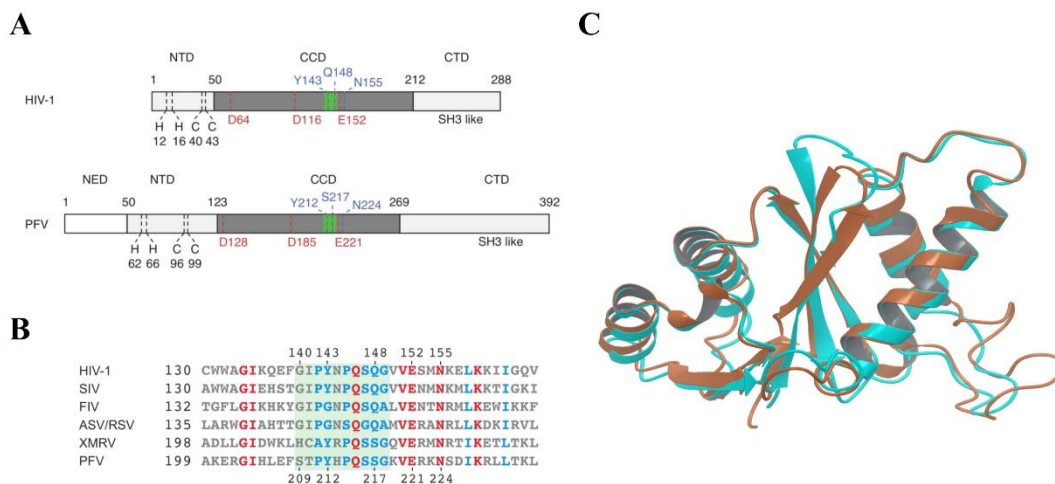 A
NTD CCD CTD
1 50 Y143 Q148 N155 212 288
HIV-1
D64 D116 E152 SH3 like
H H C C
12 16 40 43
NED NTD CCD CTD
1 50 123 Y212 S217 N224 269 392
PFV
D128 D185 E221 SH3 like
H H C C
62 66 96 99
B
140 143 148 152 155
HIV-1 130 CWWAGIKQEFGIPYNPQSQGVVESMNKELKKIIGQV
SIV 130 AWWAGIEHSTGIPYNPQSQGVVENMNKTMKKTIGKI
FIV 132 TGFLGIKHKYGIPGNPQSQALVENTNRMLKEWIKKF
ASV/RSV 135 LARWGIAHTTGIPGNSQGQAMVERANRLLKDKIRVL
XMRV 198 ADLLGIDWKLHCAYRPQSSGQVERMNRTIKETLTKL
PFV 199 AKERGIHLEFSTPYHPQSSGKVERKNSDIKRLLTKL
209 212 217 221 224
C